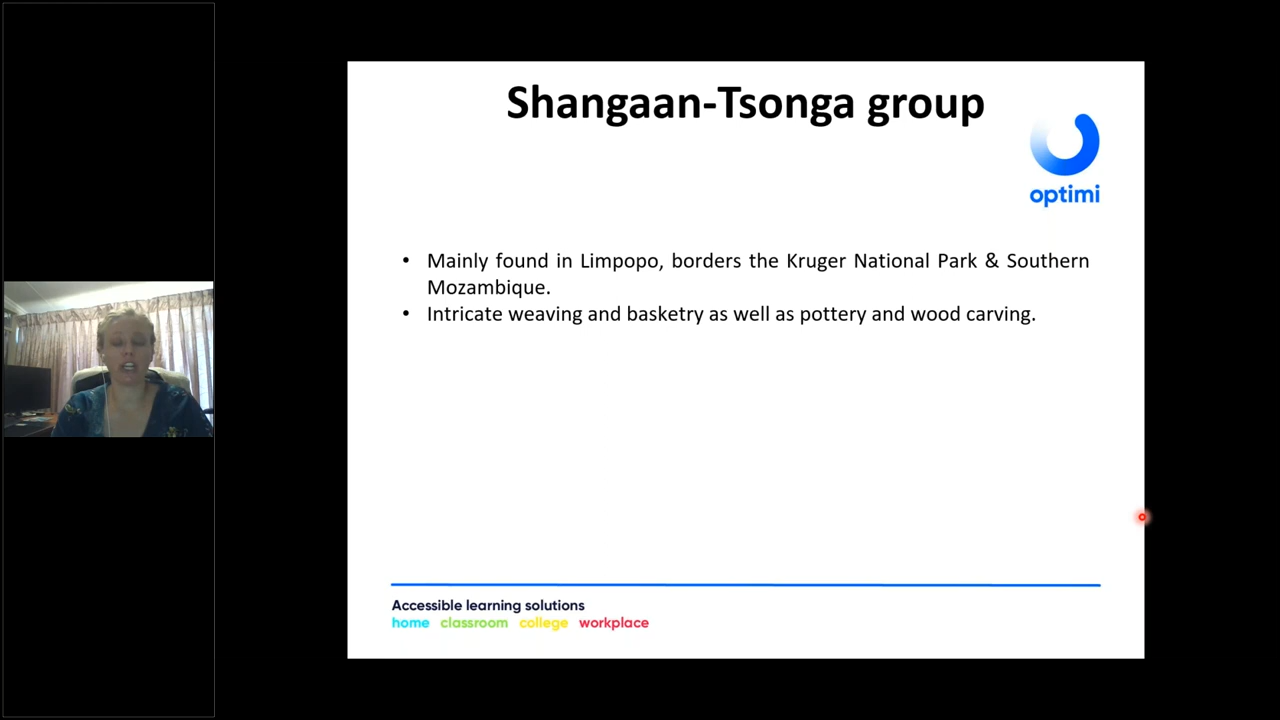 Shangaan-Tsonga group
optimi
• Mainly found in Limpopo, borders the Kruger National Park & Southern
Mozambique.
• Intricate weaving and basketry as well as pottery and wood carving.
Accessible learning solutions
home classroom college workplace